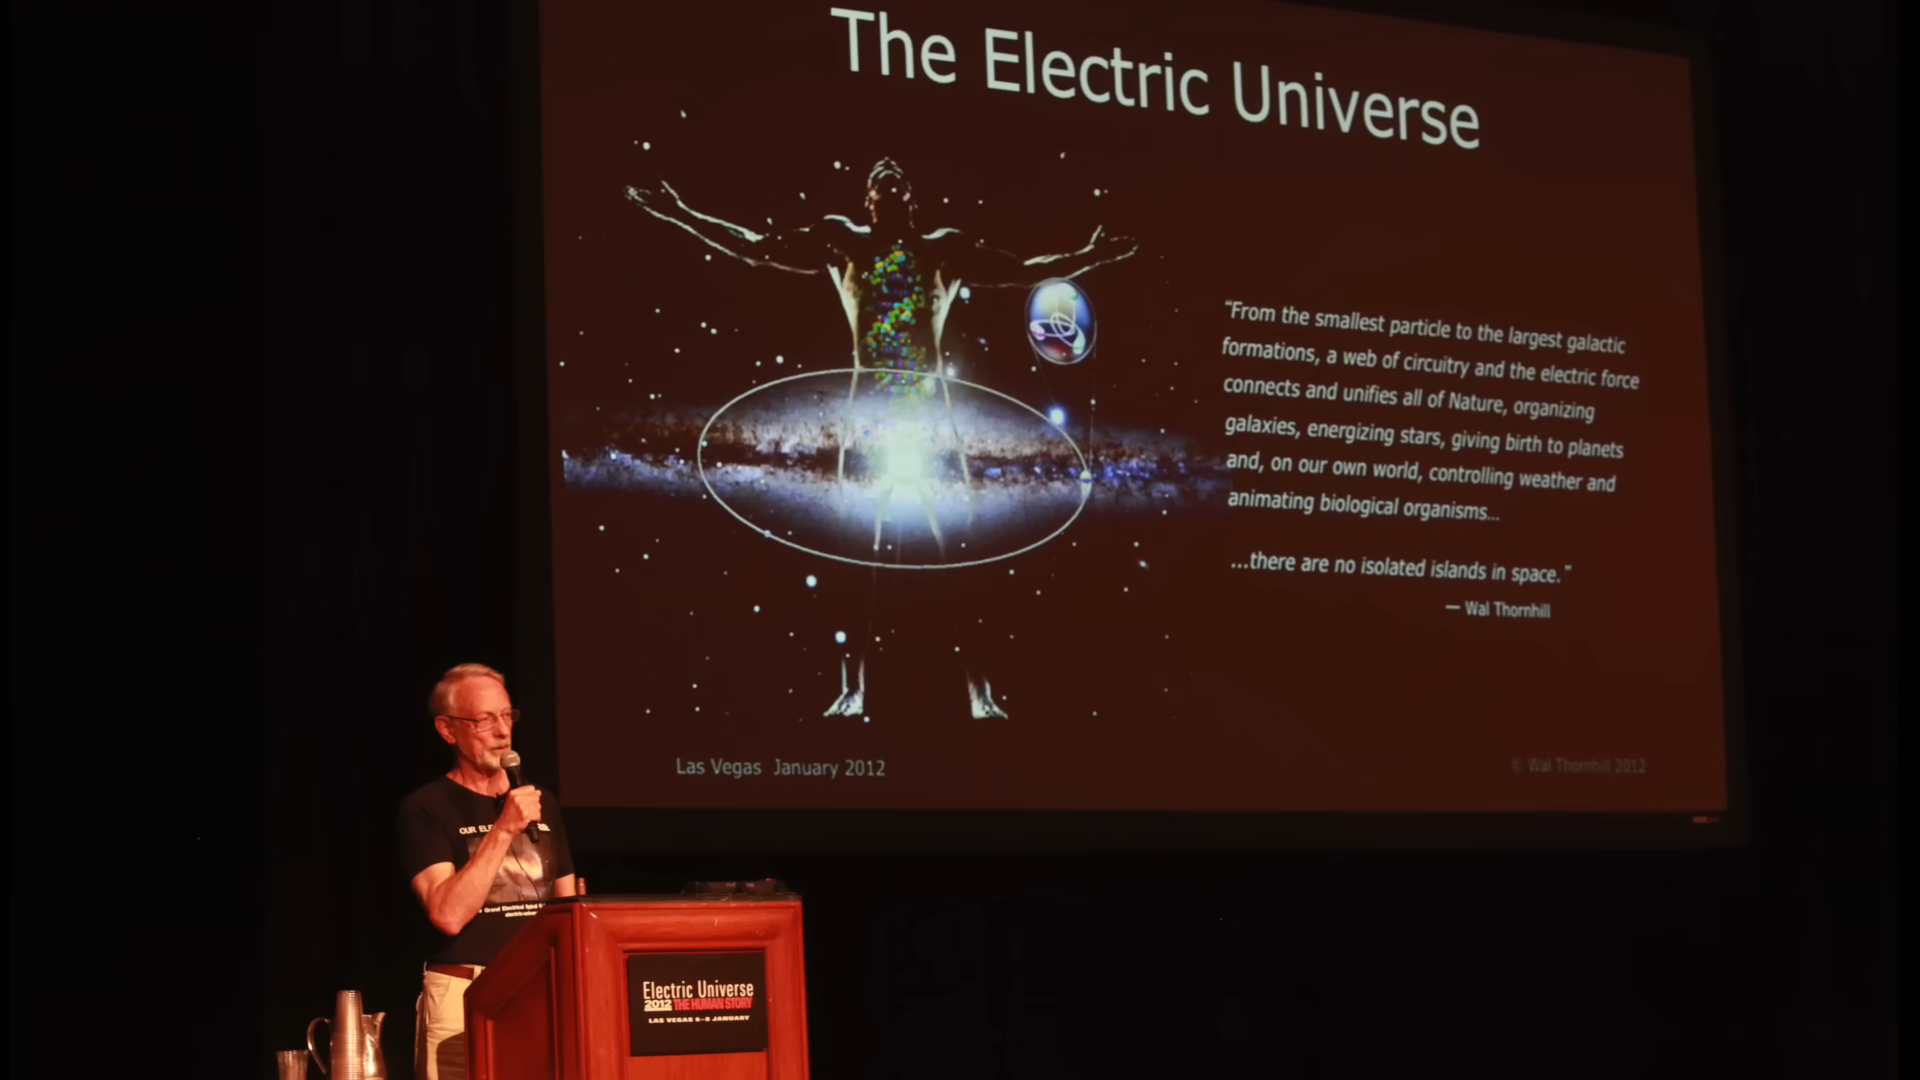 The Electric Universe
“From the smallest particle to the largest galactic
formations, a web of circuitry and the electric force
connects and unifies all of Nature, organizing
galaxies, energizing stars, giving birth to planets
and, on our own world, controlling weather and
animating biological organisms...
...there are no isolated islands in space.”
— Wal Thornhill
Las Vegas January 2012
© Wal Thornhill 2012
OUR
Grand Electrical
Electric Universe
2012 THE HUMAN STORY
LAS VEGAS 6–8 JANUARY